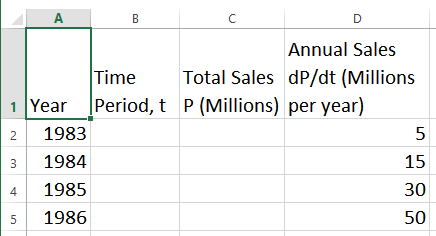 A B C D
Annual Sales
Time Total Sales dP/dt (Millions
1 Year Period, t P (Millions) per year)
2 1983 5
3 1984 15
4 1985 30
5 1986 50